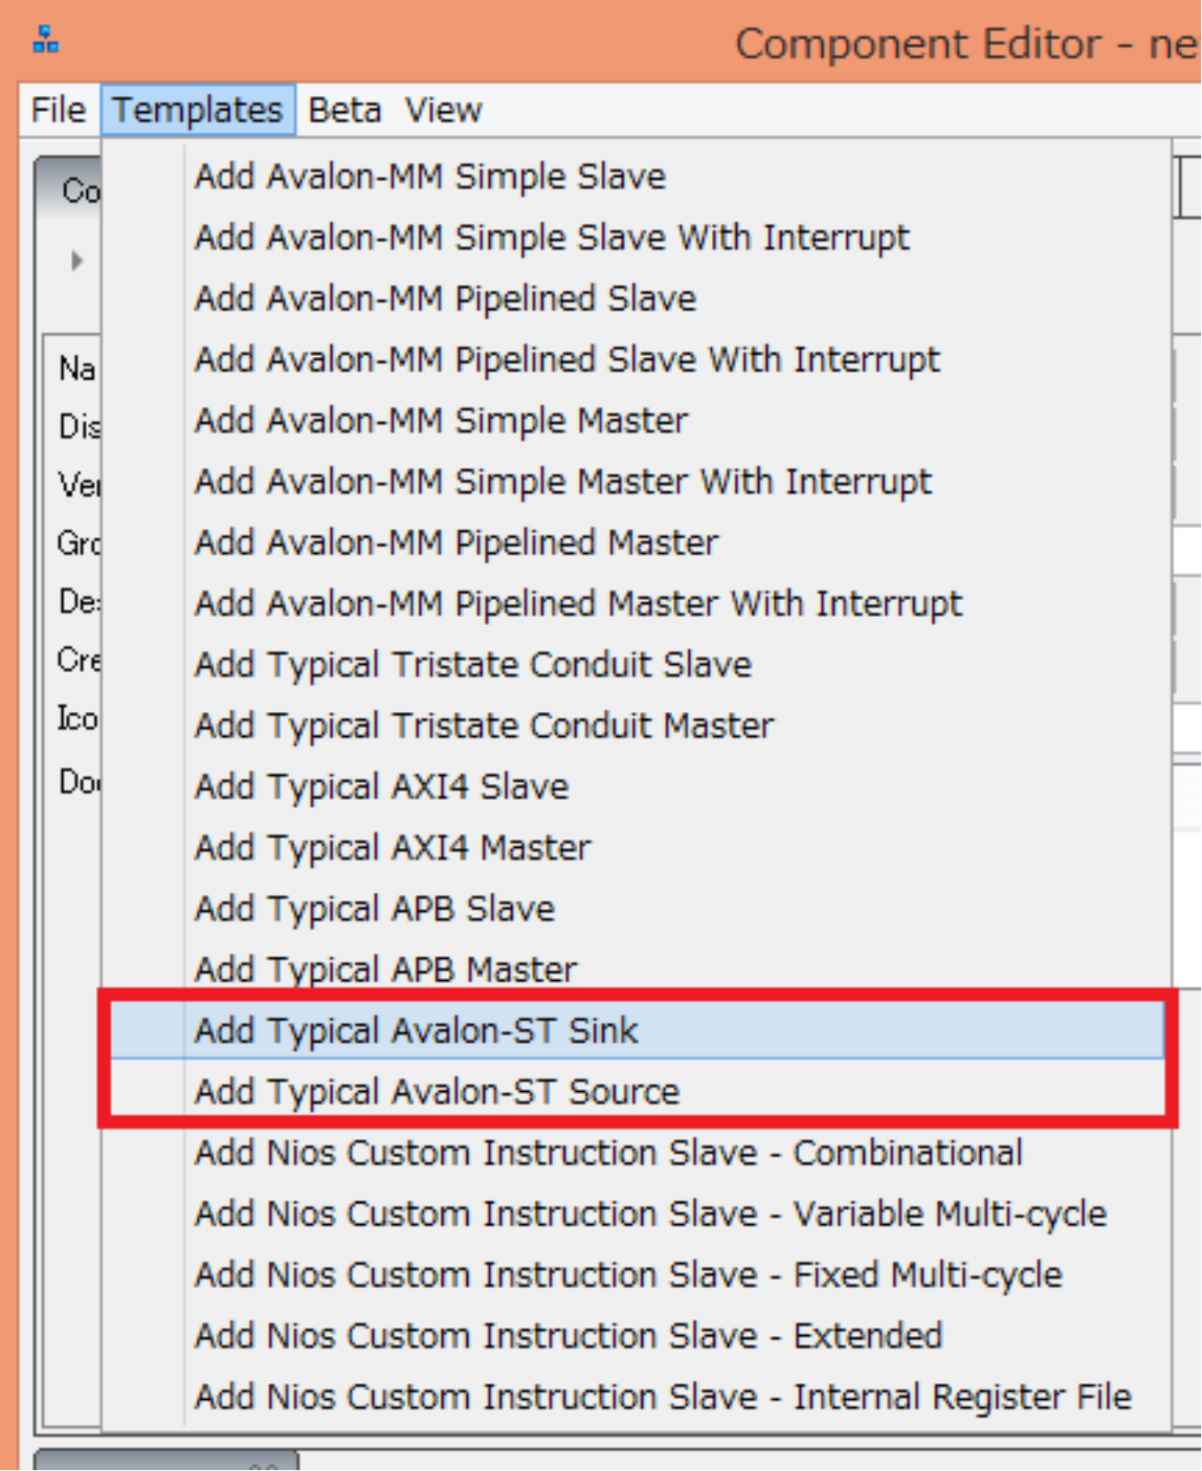 Component Editor - ne
File Templates Beta View
Co
Add Avalon-MM Simple Slave
Add Avalon-MM Simple Slave With Interrupt
Add Avalon-MM Pipelined Slave
Na
Add Avalon-MM Pipelined Slave With Interrupt
Dis
Add Avalon-MM Simple Master
Ver
Add Avalon-MM Simple Master With Interrupt
Gro
Add Avalon-MM Pipelined Master
Des
Add Avalon-MM Pipelined Master With Interrupt
Cre
Add Typical Tristate Conduit Slave
Ico
Add Typical Tristate Conduit Master
Add Typical AXI4 Slave
Add Typical AXI4 Master
Add Typical APB Slave
Add Typical APB Master
Add Typical Avalon-ST Sink
Add Typical Avalon-ST Source
Add Nios Custom Instruction Slave - Combinational
Add Nios Custom Instruction Slave - Variable Multi-cycle
Add Nios Custom Instruction Slave - Fixed Multi-cycle
Add Nios Custom Instruction Slave - Extended
Add Nios Custom Instruction Slave - Internal Register File